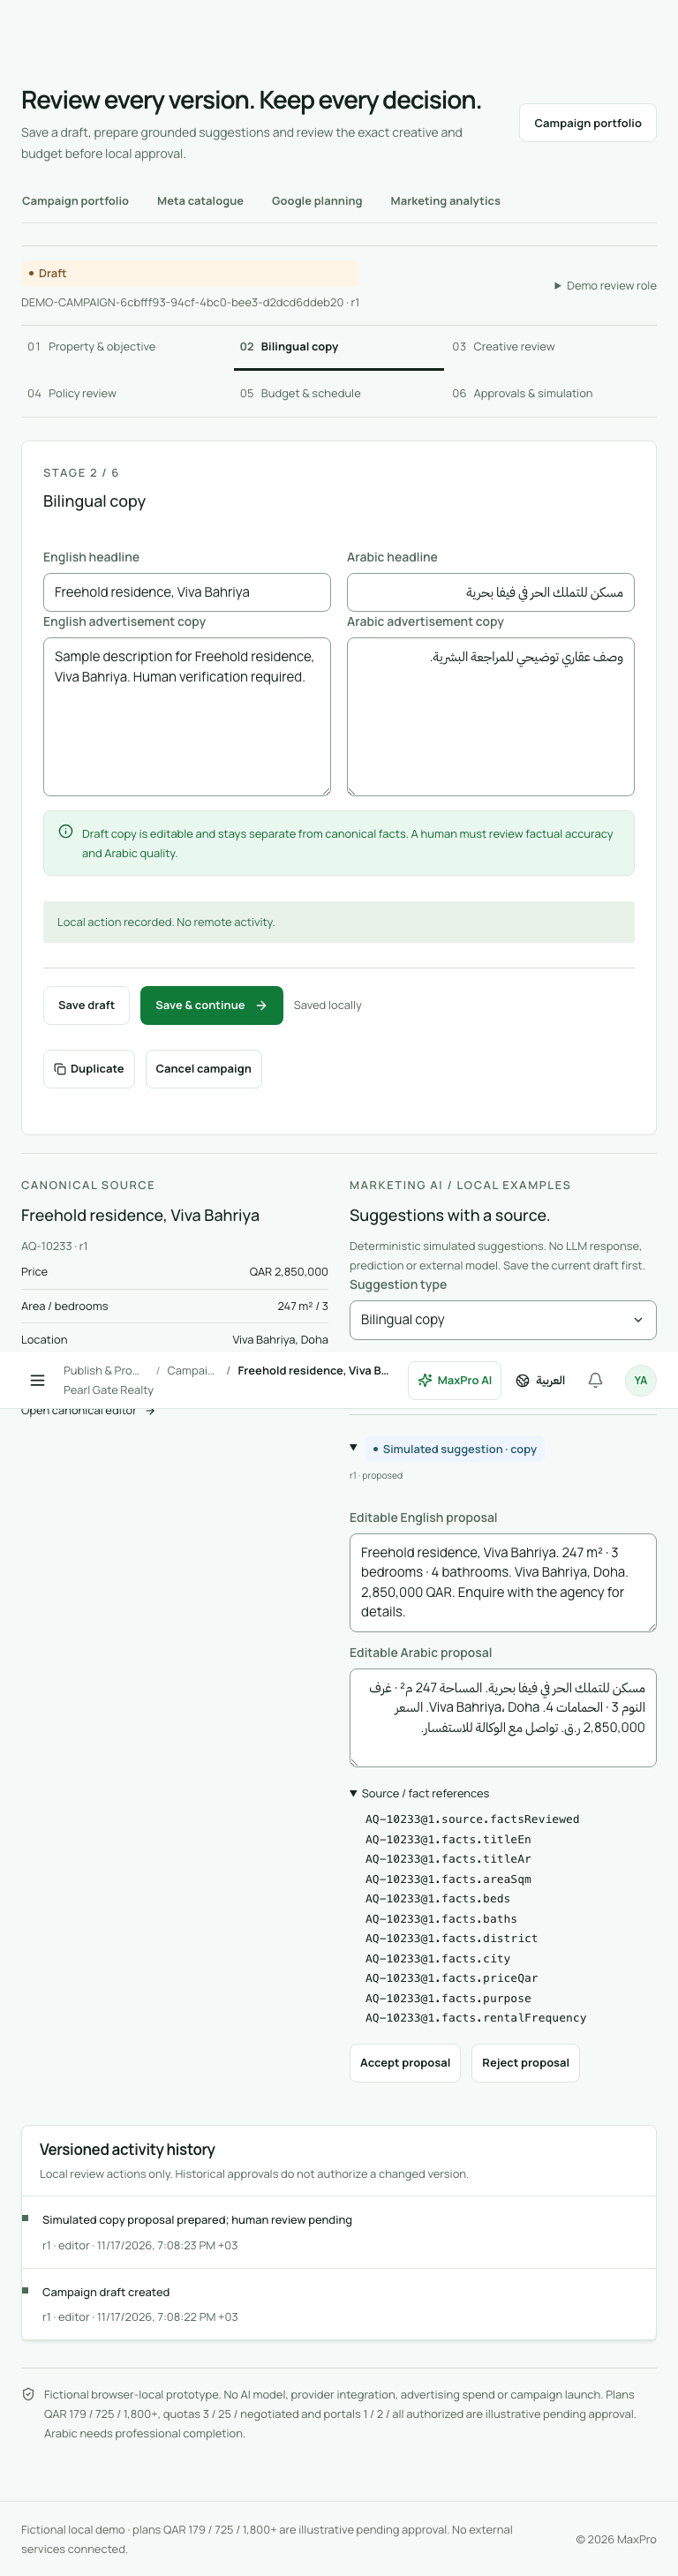 Review every version. Keep every decision.
Save a draft, prepare grounded suggestions and review the exact creative and
budget before local approval.
Campaign portfolio
Campaign portfolio
Meta catalogue
Google planning
Marketing analytics
Draft
DEMO-CAMPAIGN-6cbfff93-94cf-4bc0-bee3-d2dcd6ddeb20 · r1
Demo review role
01 Property & objective
02 Bilingual copy
03 Creative review
04 Policy review
05 Budget & schedule
06 Approvals & simulation
STAGE 2 / 6
Bilingual copy
English headline
Freehold residence, Viva Bahriya
Arabic headline
مسكن للتملك الحر في فيفا بحرية
English advertisement copy
Sample description for Freehold residence,
Viva Bahriya. Human verification required.
Arabic advertisement copy
وصف عقاري توضيحي للمراجعة البشرية.
Draft copy is editable and stays separate from canonical facts. A human must review factual accuracy
and Arabic quality.
Local action recorded. No remote activity.
Save draft
Save & continue
Saved locally
Duplicate
Cancel campaign
CANONICAL SOURCE
Freehold residence, Viva Bahriya
AQ-10233 · r1
Price QAR 2,850,000
Area / bedrooms 247 m² / 3
Location Viva Bahriya, Doha
MARKETING AI / LOCAL EXAMPLES
Suggestions with a source.
Deterministic simulated suggestions. No LLM response,
prediction or external model. Save the current draft first.
Suggestion type
Bilingual copy
Publish & Pro... / Campai... / Freehold residence, Viva B...
Pearl Gate Realty
MaxPro AI
العربية
YA
Open canonical editor
Simulated suggestion · copy
r1 · proposed
Editable English proposal
Freehold residence, Viva Bahriya. 247 m² · 3
bedrooms · 4 bathrooms. Viva Bahriya, Doha.
2,850,000 QAR. Enquire with the agency for
details.
Editable Arabic proposal
مسكن للتملك الحر في فيفا بحرية. المساحة 247 م² · غرف
النوم 3 · الحمامات 4. Viva Bahriya، Doha. السعر
2,850,000 ر.ق. تواصل مع الوكالة للاستفسار.
Source / fact references
AQ-10233@1.source.factsReviewed
AQ-10233@1.facts.titleEn
AQ-10233@1.facts.titleAr
AQ-10233@1.facts.areaSqm
AQ-10233@1.facts.beds
AQ-10233@1.facts.baths
AQ-10233@1.facts.district
AQ-10233@1.facts.city
AQ-10233@1.facts.priceQar
AQ-10233@1.facts.purpose
AQ-10233@1.facts.rentalFrequency
Accept proposal
Reject proposal
Versioned activity history
Local review actions only. Historical approvals do not authorize a changed version.
Simulated copy proposal prepared; human review pending
r1 · editor · 11/17/2026, 7:08:23 PM +03
Campaign draft created
r1 · editor · 11/17/2026, 7:08:22 PM +03
Fictional browser-local prototype. No AI model, provider integration, advertising spend or campaign launch. Plans
QAR 179 / 725 / 1,800+, quotas 3 / 25 / negotiated and portals 1 / 2 / all authorized are illustrative pending approval.
Arabic needs professional completion.
Fictional local demo · plans QAR 179 / 725 / 1,800+ are illustrative pending approval. No external
services connected.
© 2026 MaxPro